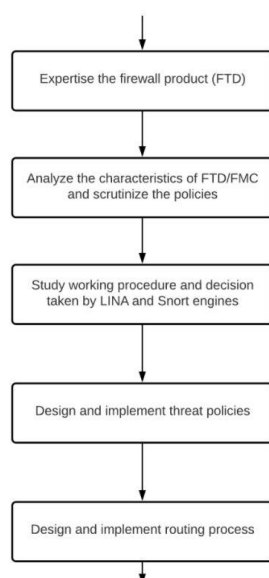 Expertise the firewall product (FTD)
Analyze the characteristics of FTD/FMC
and scrutinize the policies
Study working procedure and decision
taken by LINA and Snort engines
Design and implement threat policies
Design and implement routing process